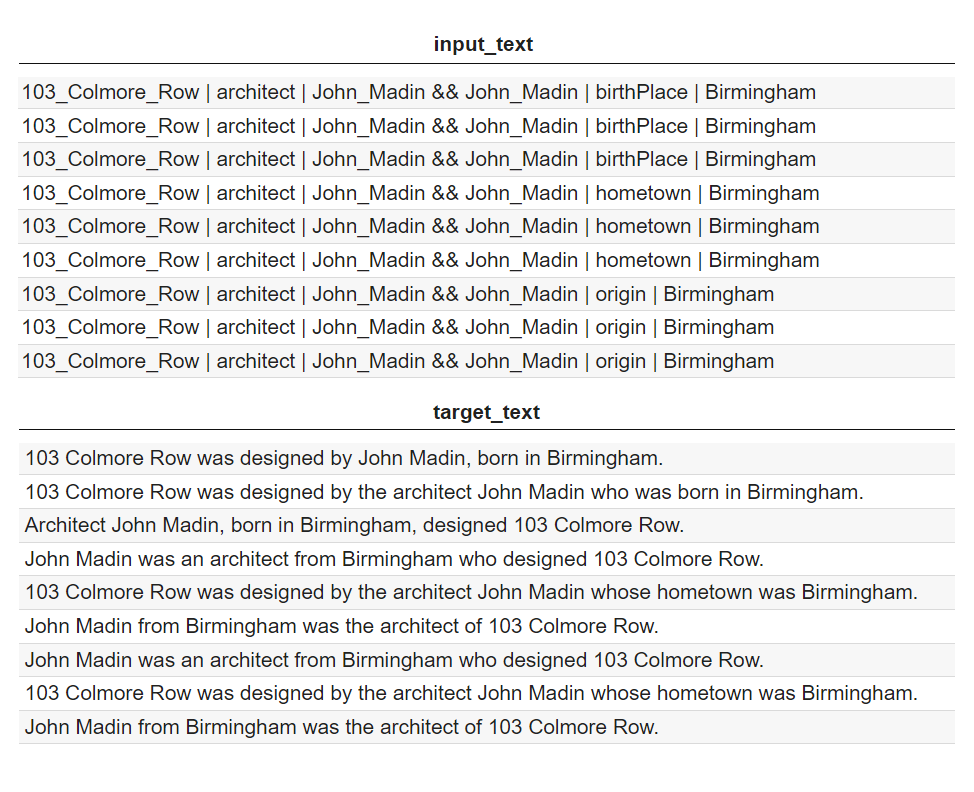 input_text
103_Colmore_Row | architect | John_Madin && John_Madin | birthPlace | Birmingham
103_Colmore_Row | architect | John_Madin && John_Madin | birthPlace | Birmingham
103_Colmore_Row | architect | John_Madin && John_Madin | birthPlace | Birmingham
103_Colmore_Row | architect | John_Madin && John_Madin | hometown | Birmingham
103_Colmore_Row | architect | John_Madin && John_Madin | hometown | Birmingham
103_Colmore_Row | architect | John_Madin && John_Madin | hometown | Birmingham
103_Colmore_Row | architect | John_Madin && John_Madin | origin | Birmingham
103_Colmore_Row | architect | John_Madin && John_Madin | origin | Birmingham
103_Colmore_Row | architect | John_Madin && John_Madin | origin | Birmingham
target_text
103 Colmore Row was designed by John Madin, born in Birmingham.
103 Colmore Row was designed by the architect John Madin who was born in Birmingham.
Architect John Madin, born in Birmingham, designed 103 Colmore Row.
John Madin was an architect from Birmingham who designed 103 Colmore Row.
103 Colmore Row was designed by the architect John Madin whose hometown was Birmingham.
John Madin from Birmingham was the architect of 103 Colmore Row.
John Madin was an architect from Birmingham who designed 103 Colmore Row.
103 Colmore Row was designed by the architect John Madin whose hometown was Birmingham.
John Madin from Birmingham was the architect of 103 Colmore Row.